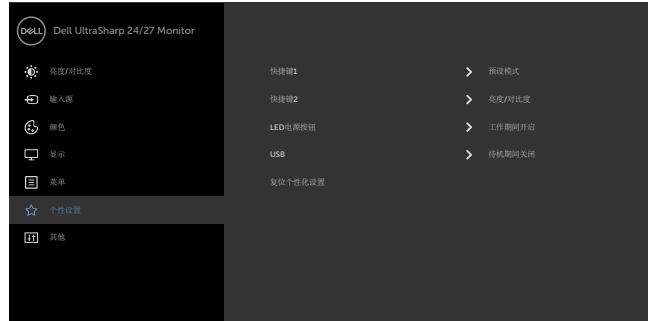 DELL Dell UltraSharp 24/27 Monitor
亮度/对比度
输入源
颜色
显示
菜单
个性设置
其他
快捷键1 预设模式
快捷键2 亮度/对比度
LED电源按钮 工作期间开启
USB 待机期间关闭
复位个性化设置